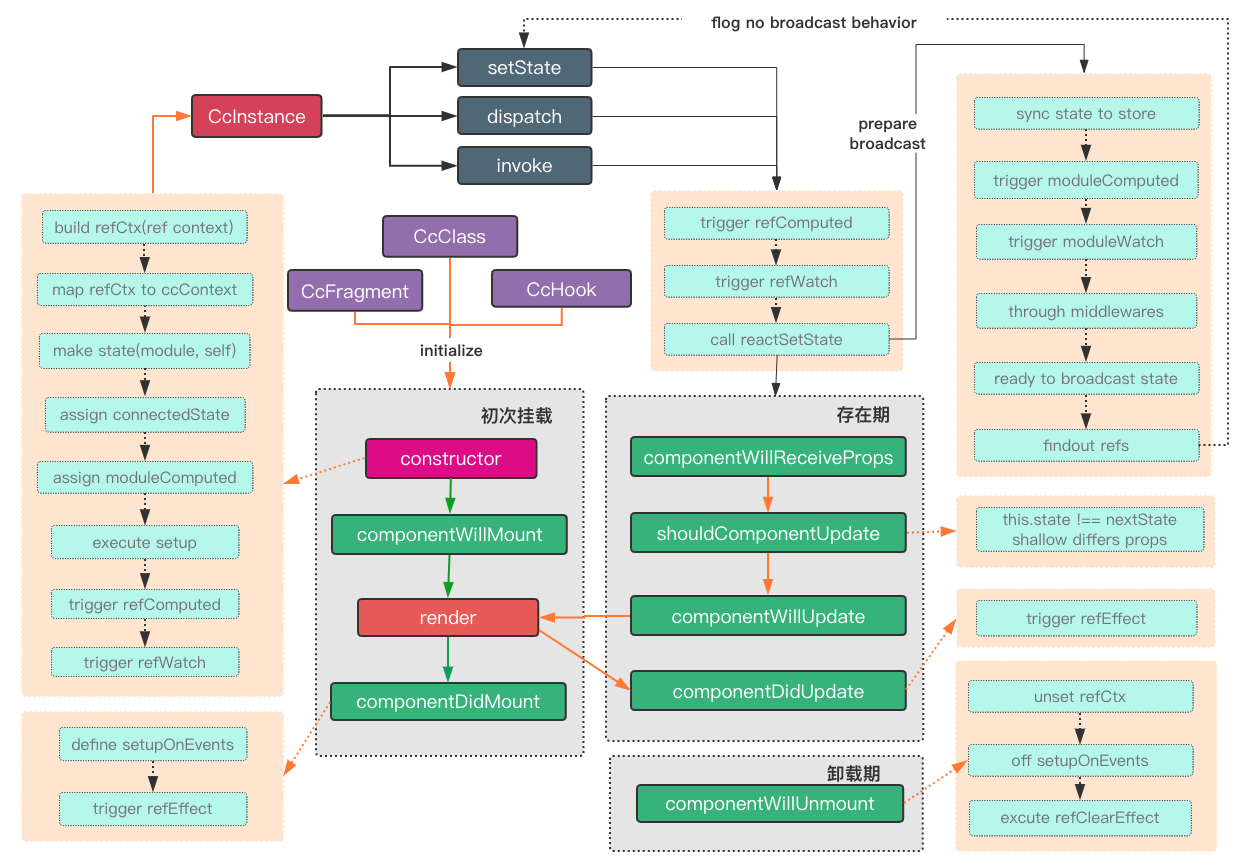 flog no broadcast behavior
setState
dispatch
invoke
CcInstance
prepare
broadcast
build refCtx(ref context)
map refCtx to ccContext
make state(module, self)
assign connectedState
assign moduleComputed
execute setup
trigger refComputed
trigger refWatch
define setupOnEvents
trigger refEffect
CcClass
CcFragment
CcHook
initialize
初次挂载
constructor
componentWillMount
render
componentDidMount
trigger refComputed
trigger refWatch
call reactSetState
存在期
componentWillReceiveProps
shouldComponentUpdate
componentWillUpdate
componentDidUpdate
卸载期
componentWillUnmount
sync state to store
trigger moduleComputed
trigger moduleWatch
through middlewares
ready to broadcast state
findout refs
this.state !== nextState
shallow differs props
trigger refEffect
unset refCtx
off setupOnEvents
excute refClearEffect